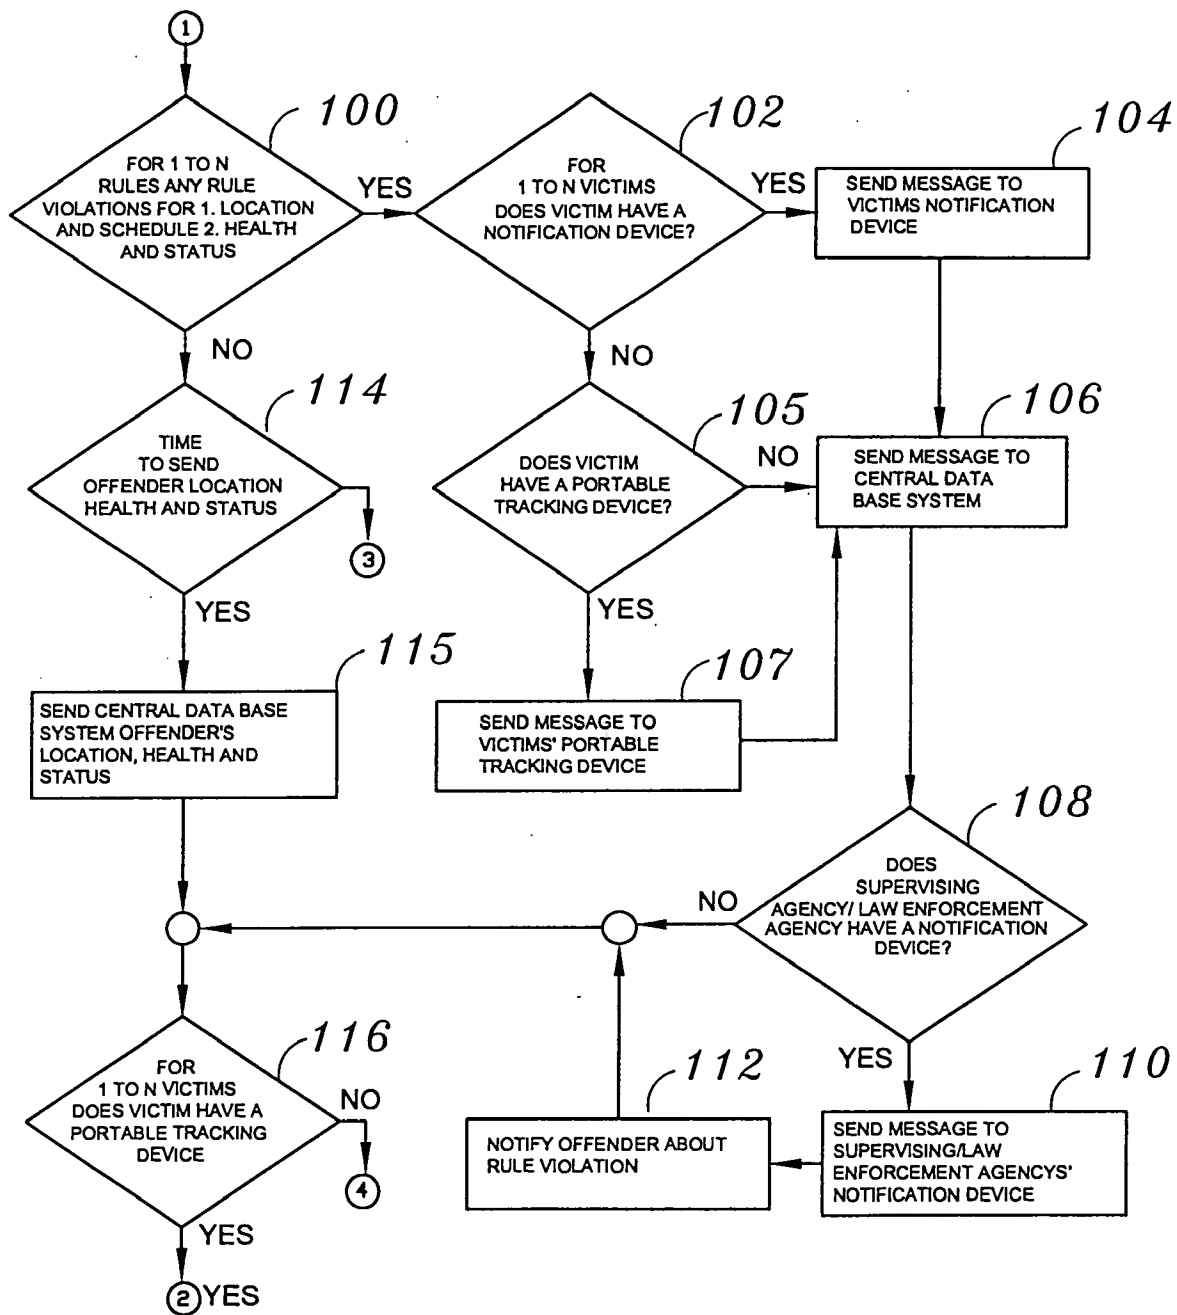 1
100
FOR 1 TO N
RULES ANY RULE
VIOLATIONS FOR 1. LOCATION
AND SCHEDULE 2. HEALTH
AND STATUS
YES
102
FOR
1 TO N VICTIMS
DOES VICTIM HAVE A
NOTIFICATION DEVICE?
YES
104
SEND MESSAGE TO
VICTIMS NOTIFICATION
DEVICE
NO
NO
114
TIME
TO SEND
OFFENDER LOCATION
HEALTH AND STATUS
3
105
DOES VICTIM
HAVE A PORTABLE
TRACKING DEVICE?
NO
106
SEND MESSAGE TO
CENTRAL DATA
BASE SYSTEM
YES
YES
115
SEND CENTRAL DATA BASE
SYSTEM OFFENDER'S
LOCATION, HEALTH AND
STATUS
107
SEND MESSAGE TO
VICTIMS' PORTABLE
TRACKING DEVICE
108
DOES
SUPERVISING
AGENCY/ LAW ENFORCEMENT
AGENCY HAVE A NOTIFICATION
DEVICE?
NO
YES
116
FOR
1 TO N VICTIMS
DOES VICTIM HAVE A
PORTABLE TRACKING
DEVICE
NO
4
112
NOTIFY OFFENDER ABOUT
RULE VIOLATION
110
SEND MESSAGE TO
SUPERVISING/LAW
ENFORCEMENT AGENCYS'
NOTIFICATION DEVICE
YES
2 YES